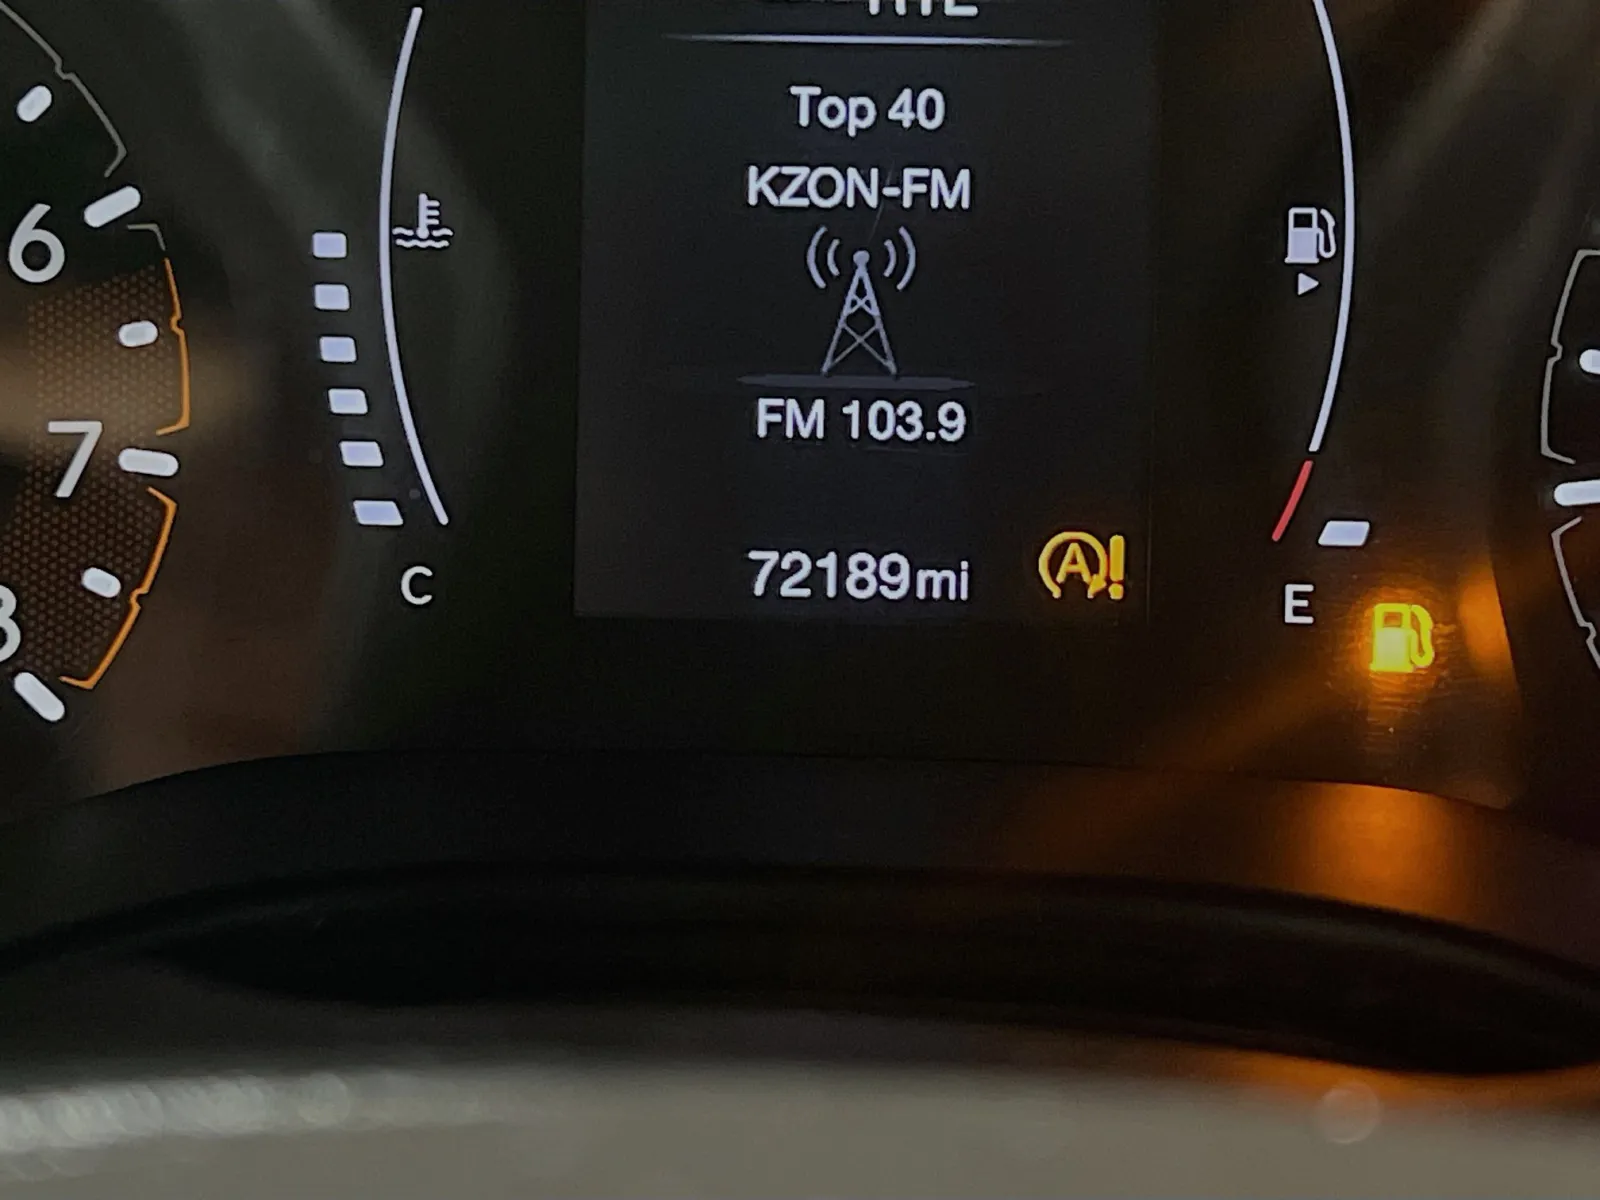 Top 40
KZON-FM
FM 103.9
72189mi
A!
6
7
C
E